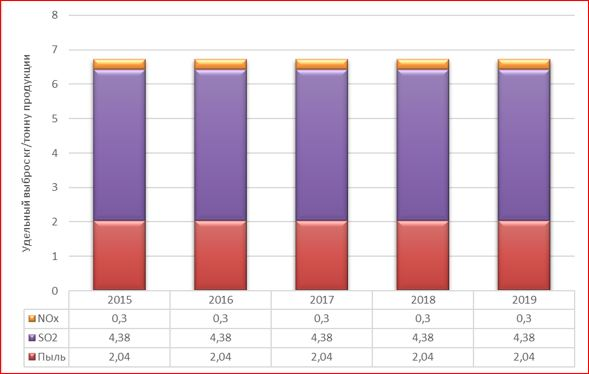 Удельный выброскг/тонну продукции
8
7
6
5
4
3
2
1
0
2015 2016 2017 2018 2019
NOx 0,3 0,3 0,3 0,3 0,3
SO2 4,38 4,38 4,38 4,38 4,38
Пыль 2,04 2,04 2,04 2,04 2,04